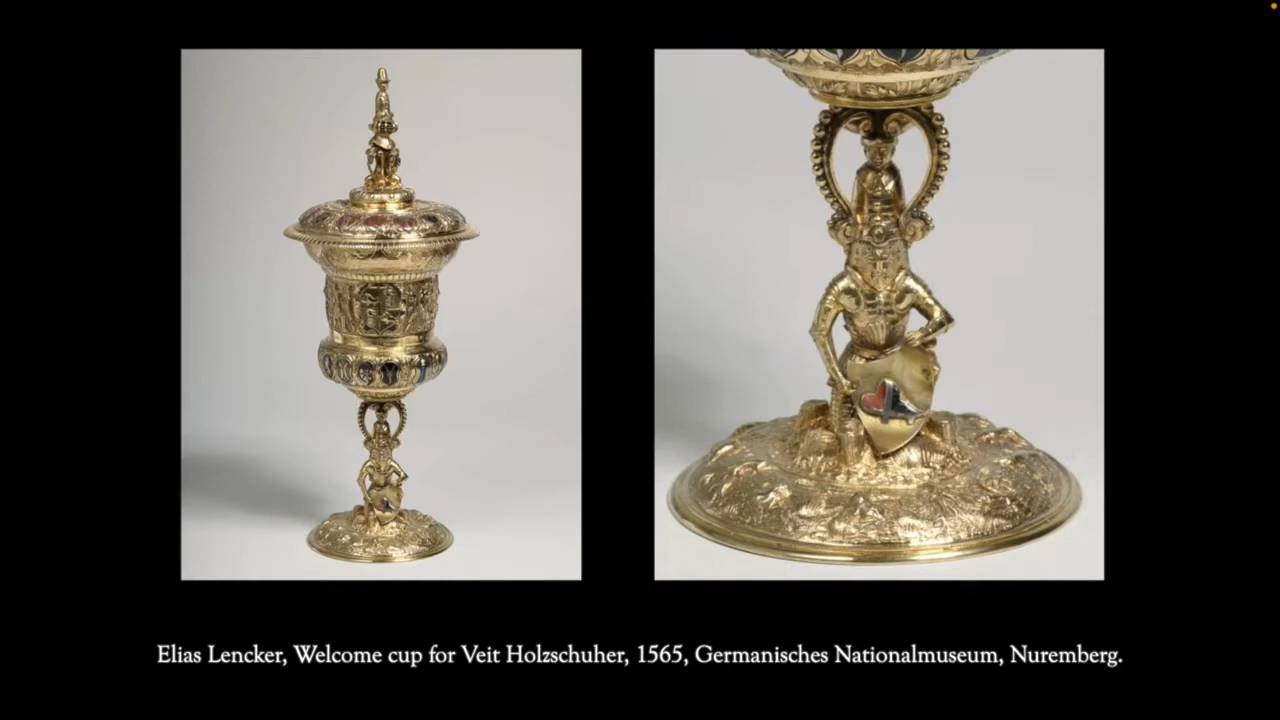 Elias Lencker, Welcome cup for Veit Holzschuher, 1565, Germanisches Nationalmuseum, Nuremberg.